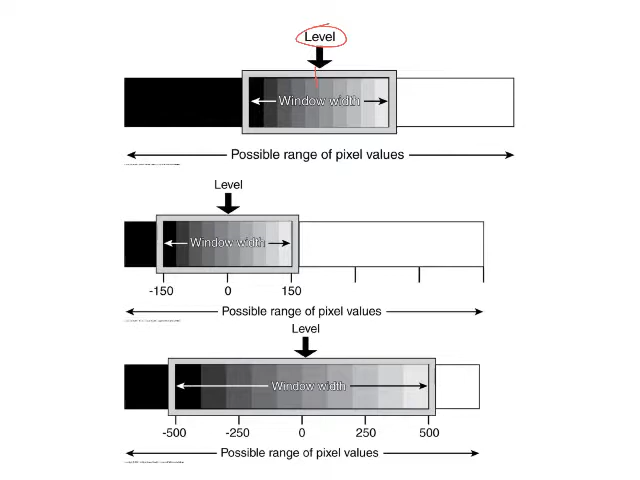 Level
Window width
Possible range of pixel values
Level
Window width
-150 0 150
Possible range of pixel values
Level
Window width
-500 -250 0 250 500
Possible range of pixel values